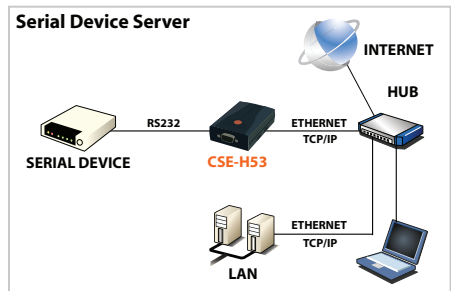 Serial Device Server
INTERNET
HUB
RS232
ETHERNET
TCP/IP
SERIAL DEVICE
CSE-H53
ETHERNET
TCP/IP
LAN